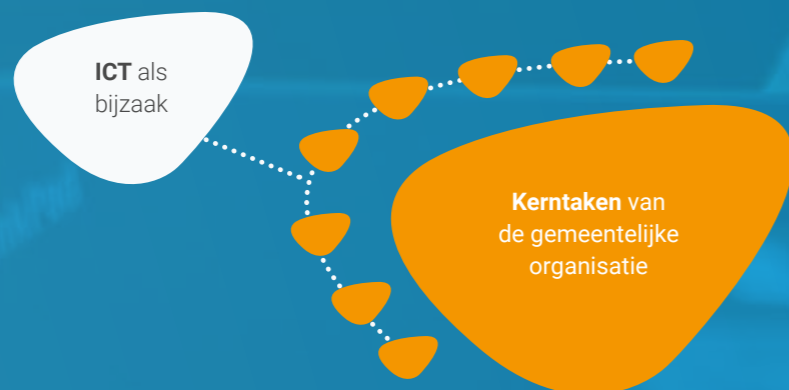 ICT als
bijzaak
Kerntaken van
de gemeentelijke
organisatie